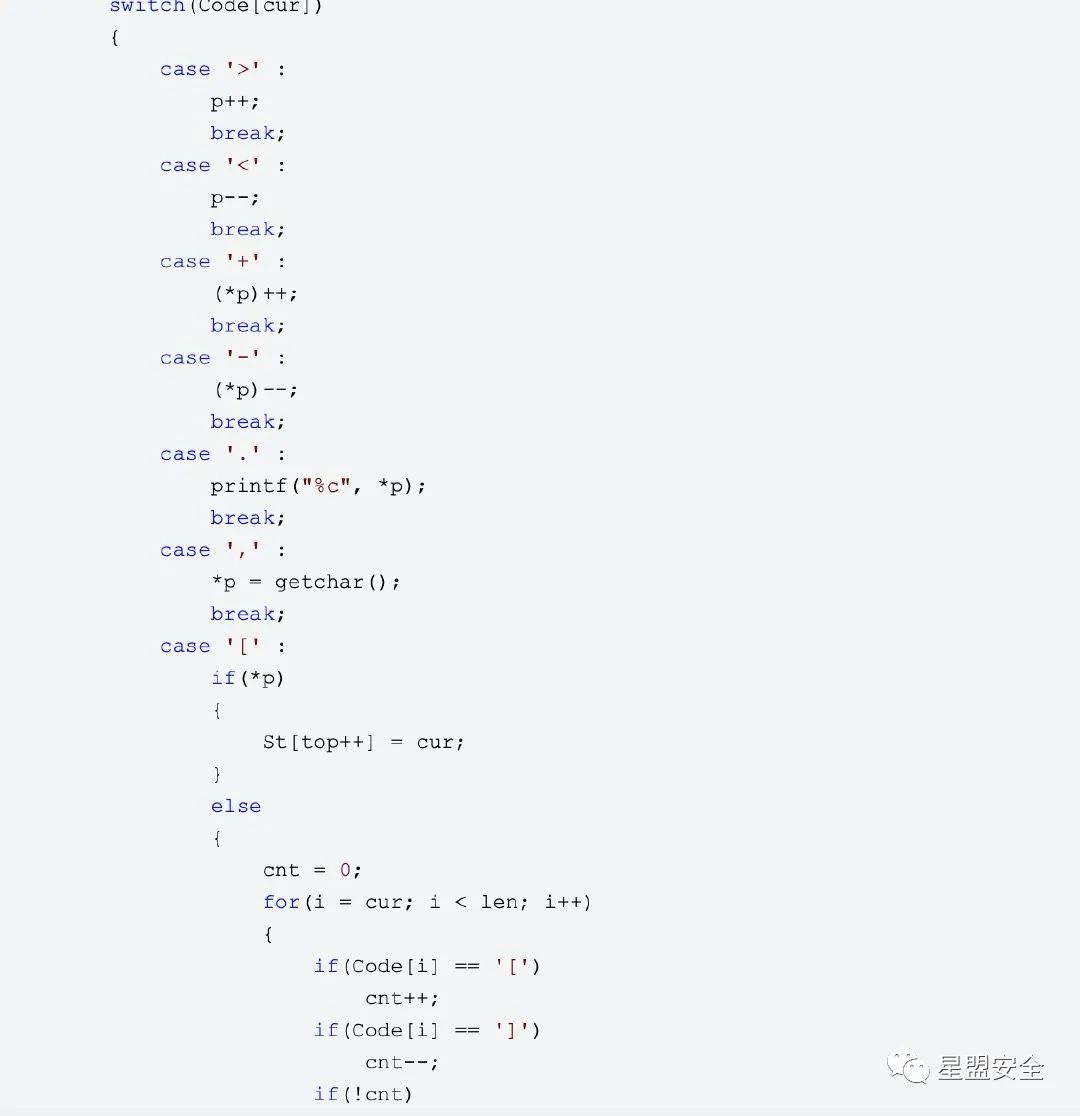 switch(Code[cur])
{
case '>' :
p++;
break;
case '<' :
p--;
break;
case '+' :
(*p)++;
break;
case '-' :
(*p)--;
break;
case '.' :
printf("%c", *p);
break;
case ',' :
*p = getchar();
break;
case '[' :
if(*p)
{
St[top++] = cur;
}
else
{
cnt = 0;
for(i = cur; i < len; i++)
{
if(Code[i] == '[')
cnt++;
if(Code[i] == ']')
cnt--;
if(!cnt)
星盟安全